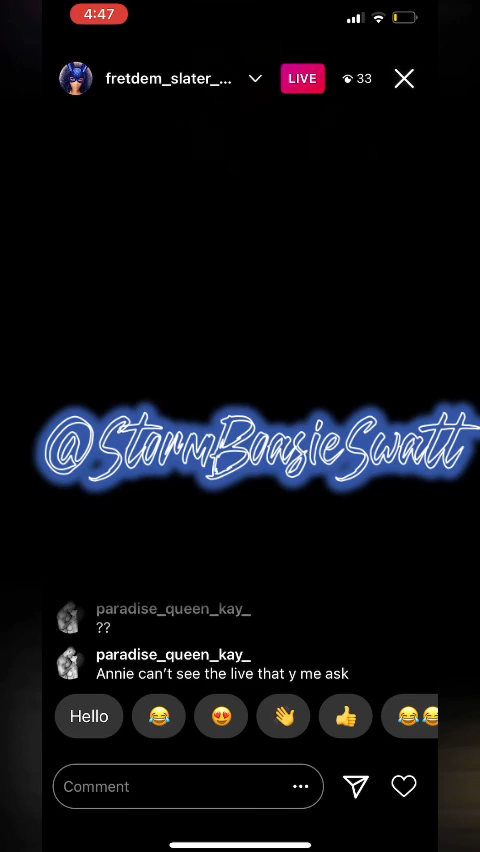 4:47
fretdem_slater_...
LIVE
33
@StormBoasieSwatt
paradise_queen_kay_
??
paradise_queen_kay_
Annie can't see the live that y me ask
Hello
Comment